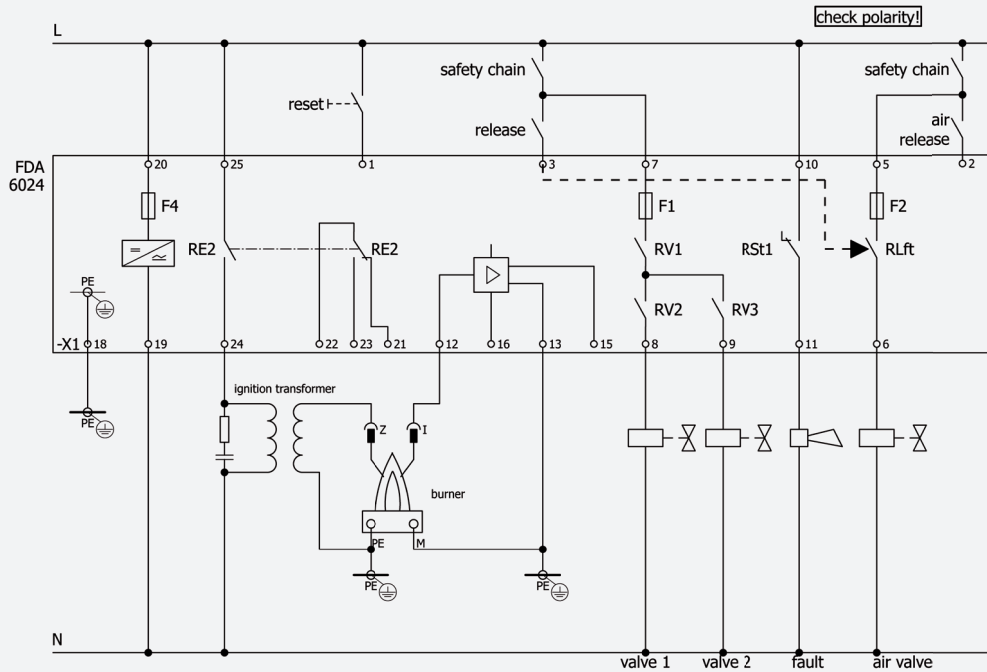 check polarity!
L
safety chain
safety chain
reset
release
air
release
FDA
6024
20
25
1
3
7
10
5
2
F4
F1
F2
RE2
RE2
RV1
RSt1
RLft
PE
RV2
RV3
-X1
18
19
24
22
23
21
12
16
13
15
8
9
11
6
ignition transformer
PE
Z
I
burner
PE
M
PE
PE
N
valve 1
valve 2
fault
air valve